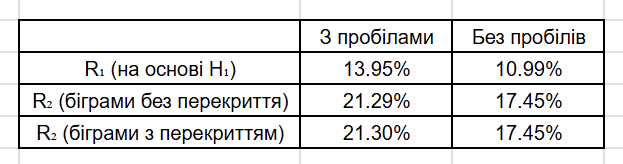 З пробілами Без пробілів
R₁ (на основі H₁) 13.95% 10.99%
R₂ (біграми без перекриття) 21.29% 17.45%
R₂ (біграми з перекриттям) 21.30% 17.45%